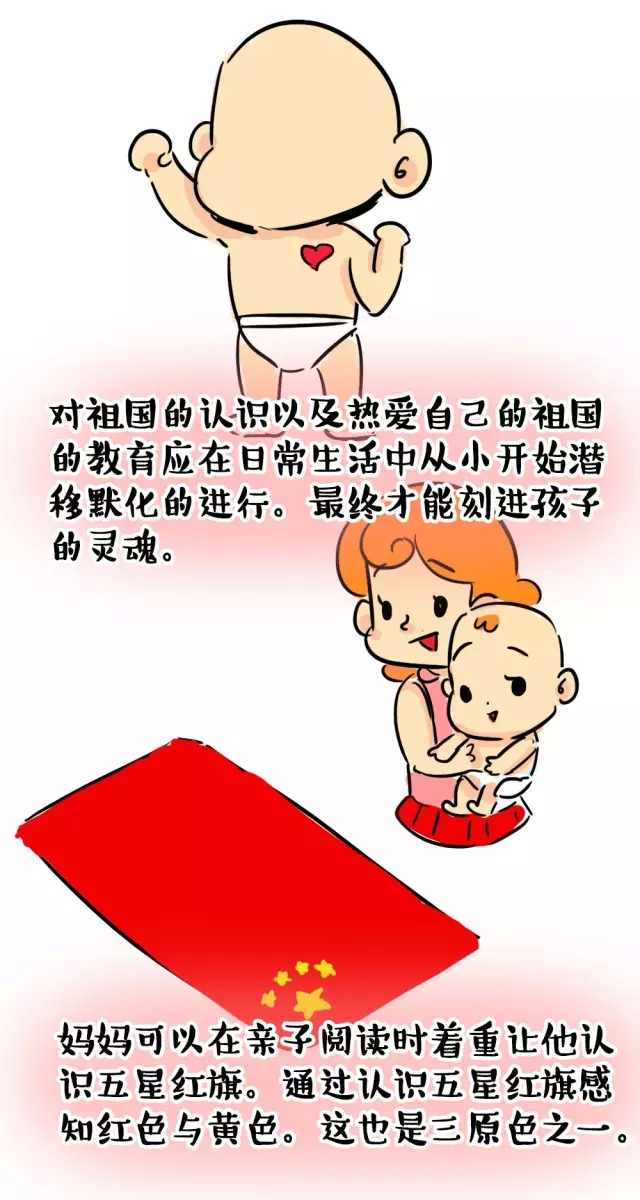 对祖国的认识以及热爱自己的祖国
的教育应在日常生活中从小开始潜
移默化的进行。最终才能刻进孩子
的灵魂。
妈妈可以在亲子阅读时着重让他认
识五星红旗。通过认识五星红旗感
知红色与黄色。这也是三原色之一。